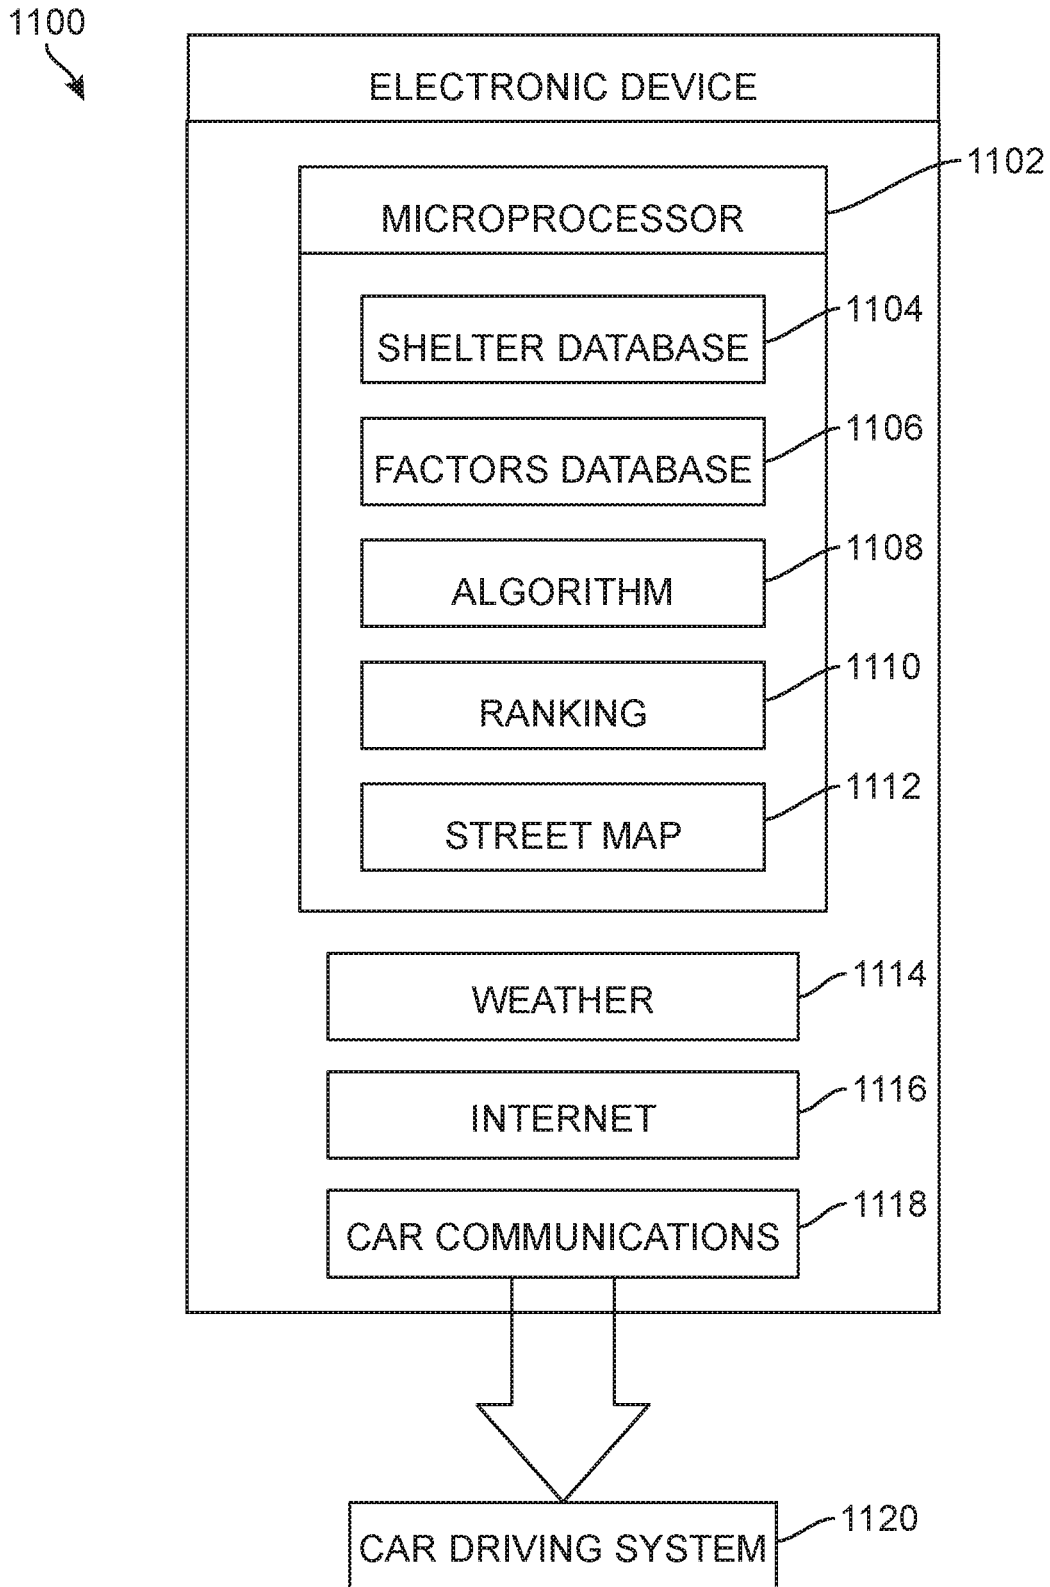 1100
ELECTRONIC DEVICE
1102
MICROPROCESSOR
1104
SHELTER DATABASE
1106
FACTORS DATABASE
1108
ALGORITHM
1110
RANKING
1112
STREET MAP
1114
WEATHER
1116
INTERNET
1118
CAR COMMUNICATIONS
1120
CAR DRIVING SYSTEM